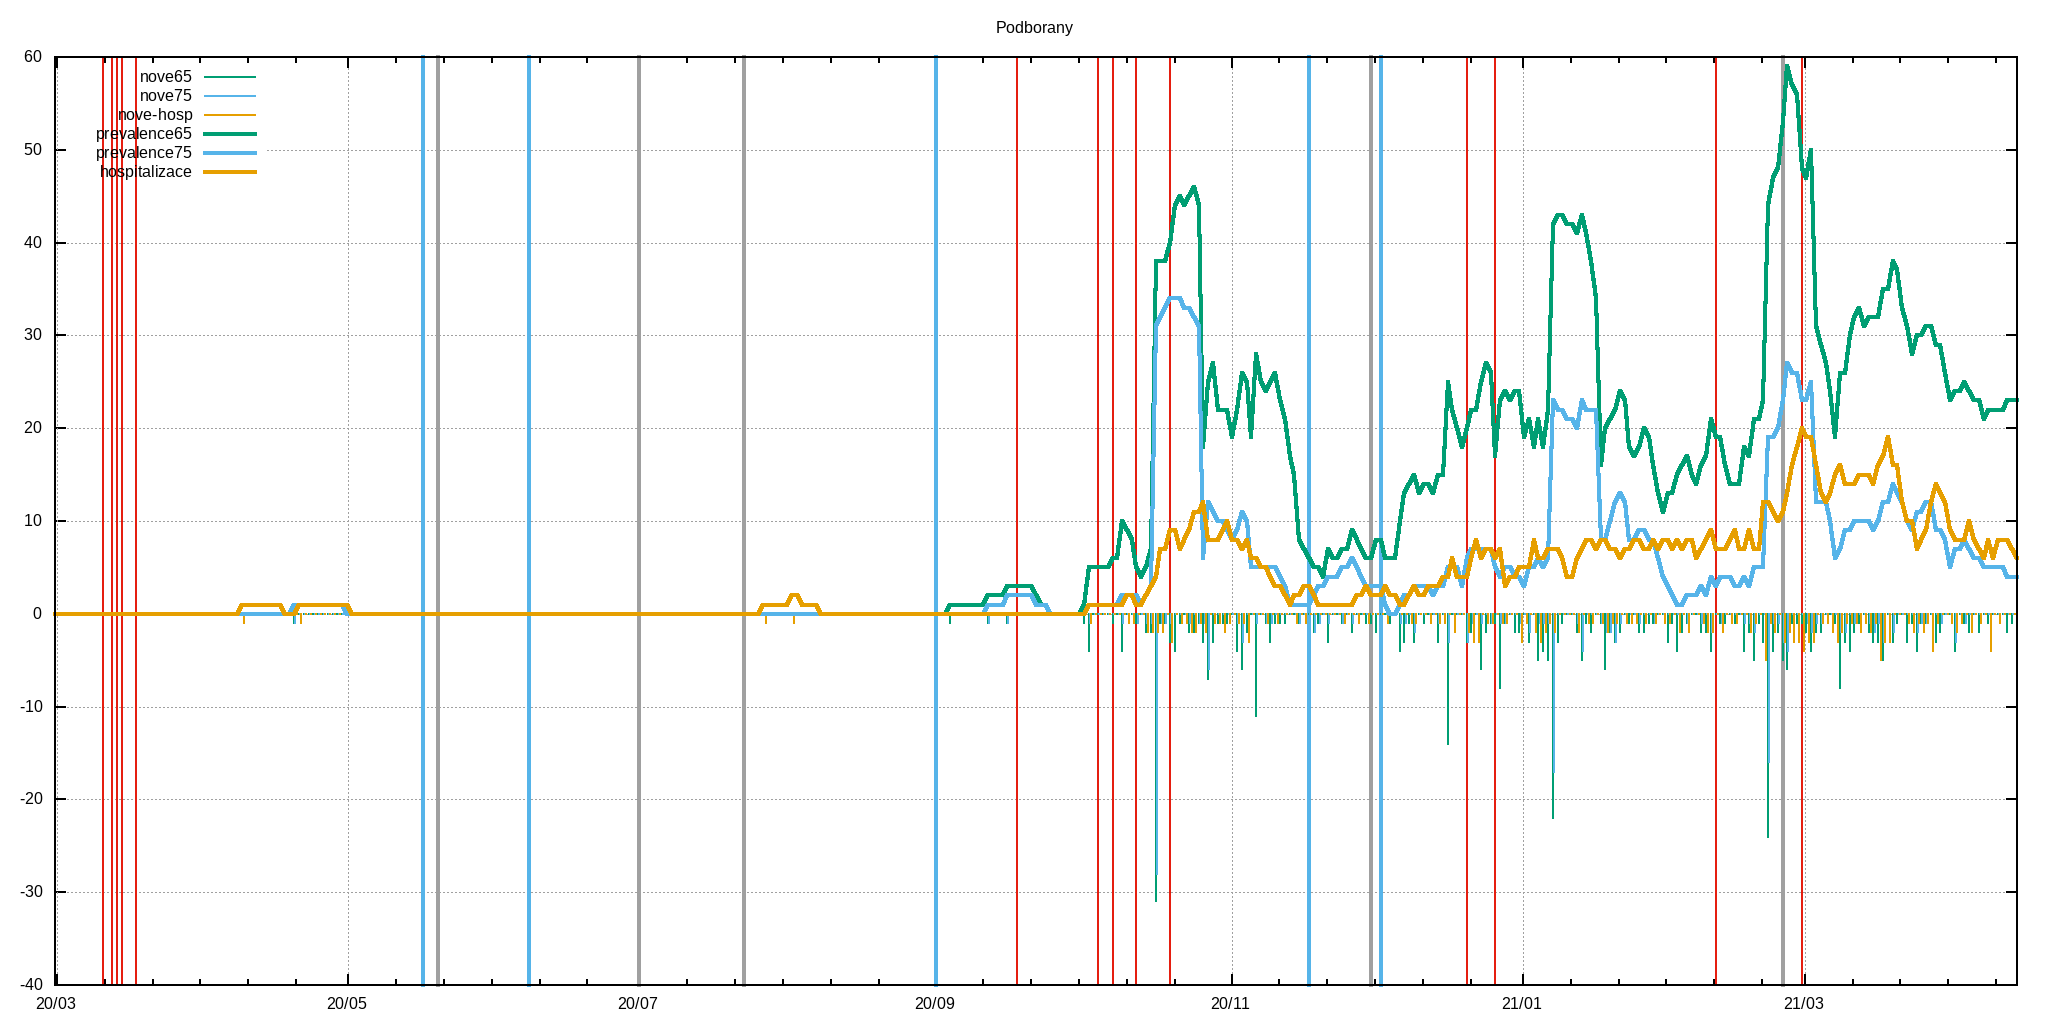 Podborany
60
50
40
30
20
10
0
-10
-20
-30
-40
nove65
nove75
nove-hosp
prevalence65
prevalence75
hospitalizace
20/03 20/05 20/07 20/09 20/11 21/01 21/03